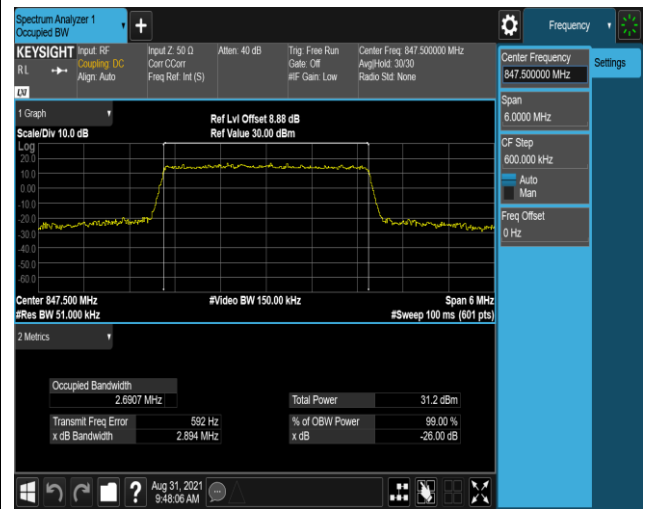 Spectrum Analyzer 1
Occupied BW
+
Frequency
KEYSIGHT
RL
LXI
Input: RF
Coupling: DC
Align: Auto
Input Z: 50 Ω
Corr CCorr
Freq Ref: Int (S)
Atten: 40 dB
Trig: Free Run
Gate: Off
#IF Gain: Low
Center Freq: 847.500000 MHz
Avg|Hold: 30/30
Radio Std: None
Center Frequency
847.500000 MHz
Settings
Span
6.0000 MHz
CF Step
600.000 kHz
Auto
Man
Freq Offset
0 Hz
1 Graph
Scale/Div 10.0 dB
Ref Lvl Offset 8.88 dB
Ref Value 30.00 dBm
Log
20.0
10.0
0.00
-10.0
-20.0
-30.0
-40.0
-50.0
-60.0
Center 847.500 MHz
#Video BW 150.00 kHz
Span 6 MHz
#Res BW 51.000 kHz
#Sweep 100 ms (601 pts)
2 Metrics
Occupied Bandwidth
2.6907 MHz
Total Power 31.2 dBm
Transmit Freq Error 592 Hz
% of OBW Power 99.00 %
x dB Bandwidth 2.894 MHz
x dB -26.00 dB
?
Aug 31, 2021
9:48:06 AM